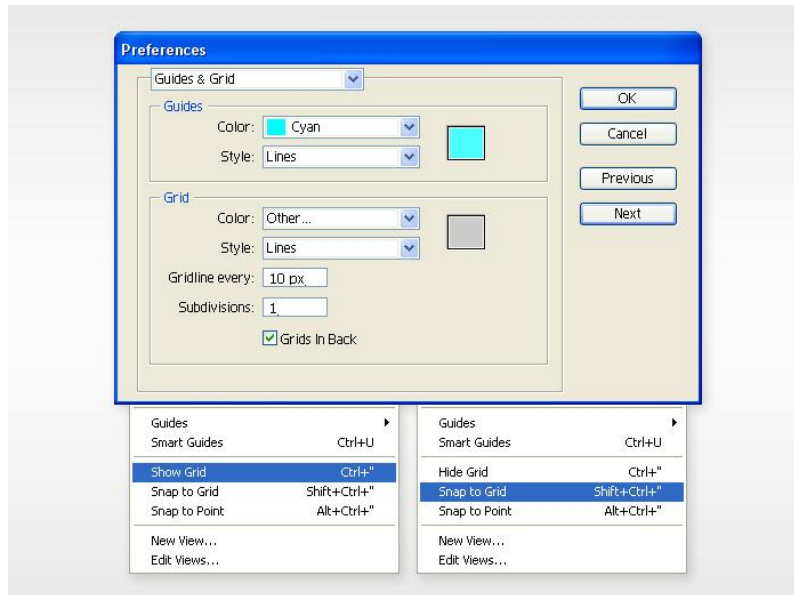 Preferences
Guides & Grid
OK
Guides
Color: Cyan
Cancel
Style: Lines
Previous
Grid
Color: Other...
Next
Style: Lines
Gridline every: 10 px
Subdivisions: 1
Grids In Back
Guides
Smart Guides Ctrl+U
Show Grid Ctrl+"
Snap to Grid Shift+Ctrl+"
Snap to Point Alt+Ctrl+"
New View...
Edit Views...
Guides
Smart Guides Ctrl+U
Hide Grid Ctrl+"
Snap to Grid Shift+Ctrl+"
Snap to Point Alt+Ctrl+"
New View...
Edit Views...